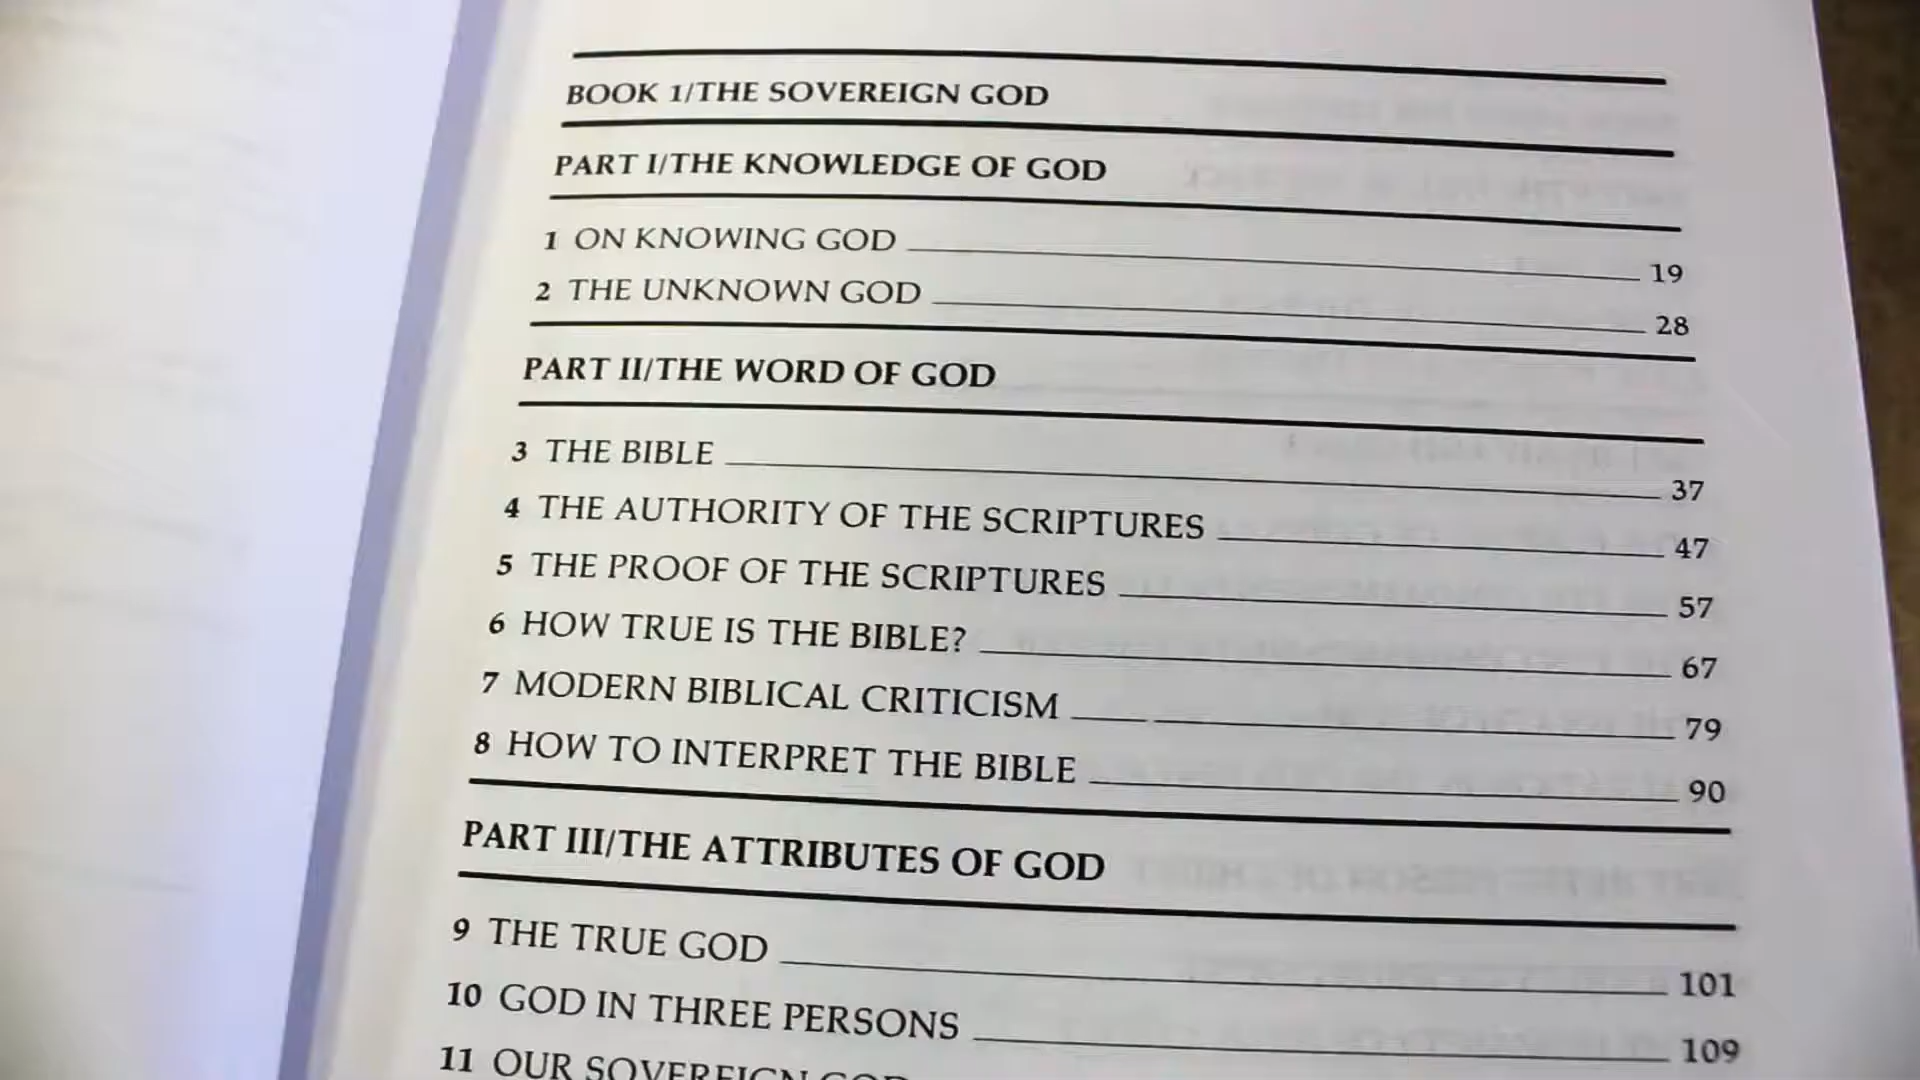 BOOK 1/THE SOVEREIGN GOD
PART I/THE KNOWLEDGE OF GOD
1 ON KNOWING GOD 19
2 THE UNKNOWN GOD 28
PART II/THE WORD OF GOD
3 THE BIBLE 37
4 THE AUTHORITY OF THE SCRIPTURES 47
5 THE PROOF OF THE SCRIPTURES 57
6 HOW TRUE IS THE BIBLE? 67
7 MODERN BIBLICAL CRITICISM 79
8 HOW TO INTERPRET THE BIBLE 90
PART III/THE ATTRIBUTES OF GOD
9 THE TRUE GOD 101
10 GOD IN THREE PERSONS 109
11 OUR SOVEREIGN GOD